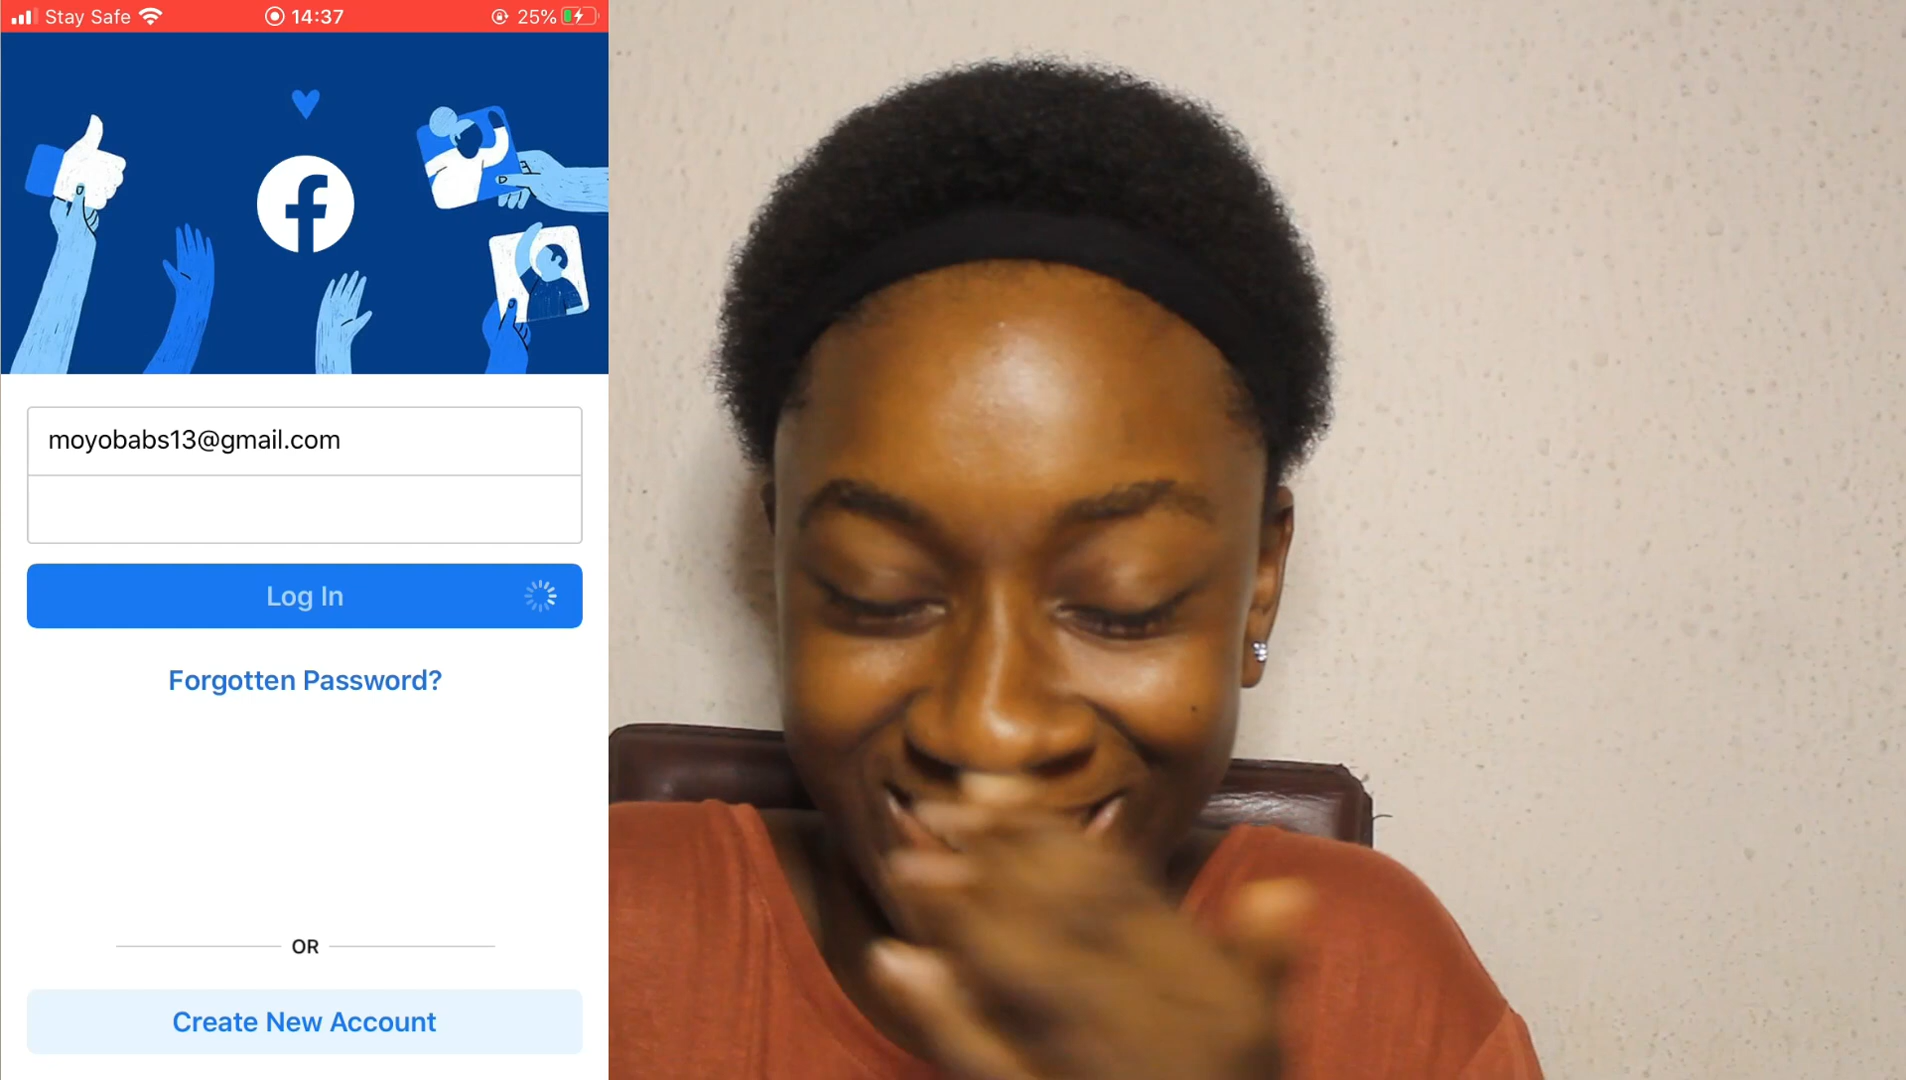 Stay Safe 14:37 25%
moyobabs13@gmail.com
Log In
Forgotten Password?
OR
Create New Account